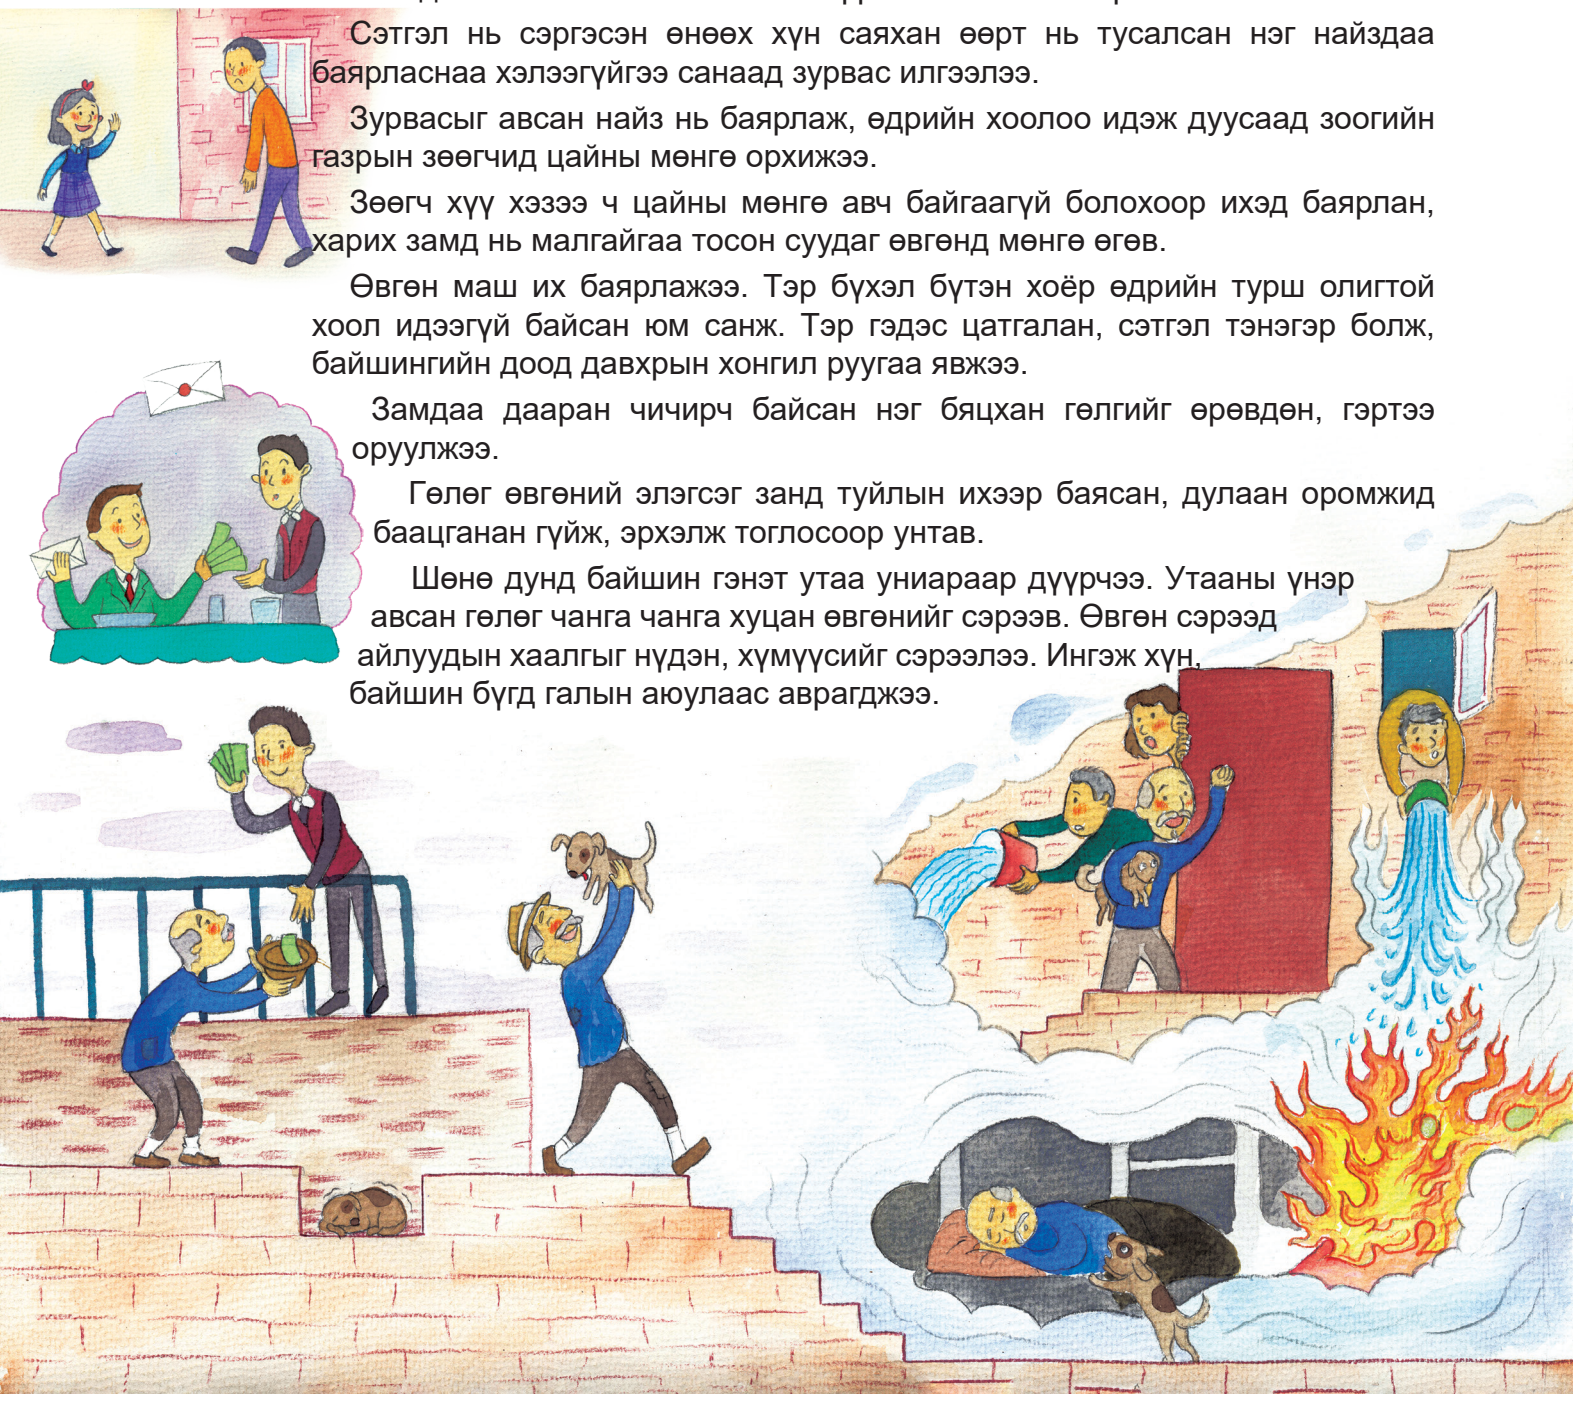 Сэтгэл нь сэргэсэн өнөөх хүн саяхан өөрт нь тусалсан нэг найздаа
баярласнаа хэлээгүйгээ санаад зурвас илгээлээ.
Зурвасыг авсан найз нь баярлаж, өдрийн хоолоо идэж дуусаад зоогийн
газрын зөөгчид цайны мөнгө орхижээ.
Зөөгч хүү хэзээ ч цайны мөнгө авч байгаагүй болохоор ихэд баярлан,
харих замд нь малгайгаа тосон суудаг өвгөнд мөнгө өгөв.
Өвгөн маш их баярлажээ. Тэр бүхэл бүтэн хоёр өдрийн турш олигтой
хоол идээгүй байсан юм санж. Тэр гэдэс цатгалан, сэтгэл тэнэгэр болж,
байшингийн доод давхрын хонгил руугаа явжээ.
Замдаа дааран чичирч байсан нэг бяцхан гөлгийг өрөвдөн, гэртээ
оруулжээ.
Гөлөг өвгөний элэгсэг занд туйлын ихээр баясан, дулаан оромжид
баацганан гүйж, эрхэлж тоглосоор унтав.
Шөнө дунд байшин гэнэт утаа униараар дүүрчээ. Утааны үнэр
авсан гөлөг чанга чанга хуцан өвгөнийг сэрээв. Өвгөн сэрээд
айлуудын хаалгыг нүдэн, хүмүүсийг сэрээлээ. Ингэж хүн,
байшин бүгд галын аюулаас аврагджээ.